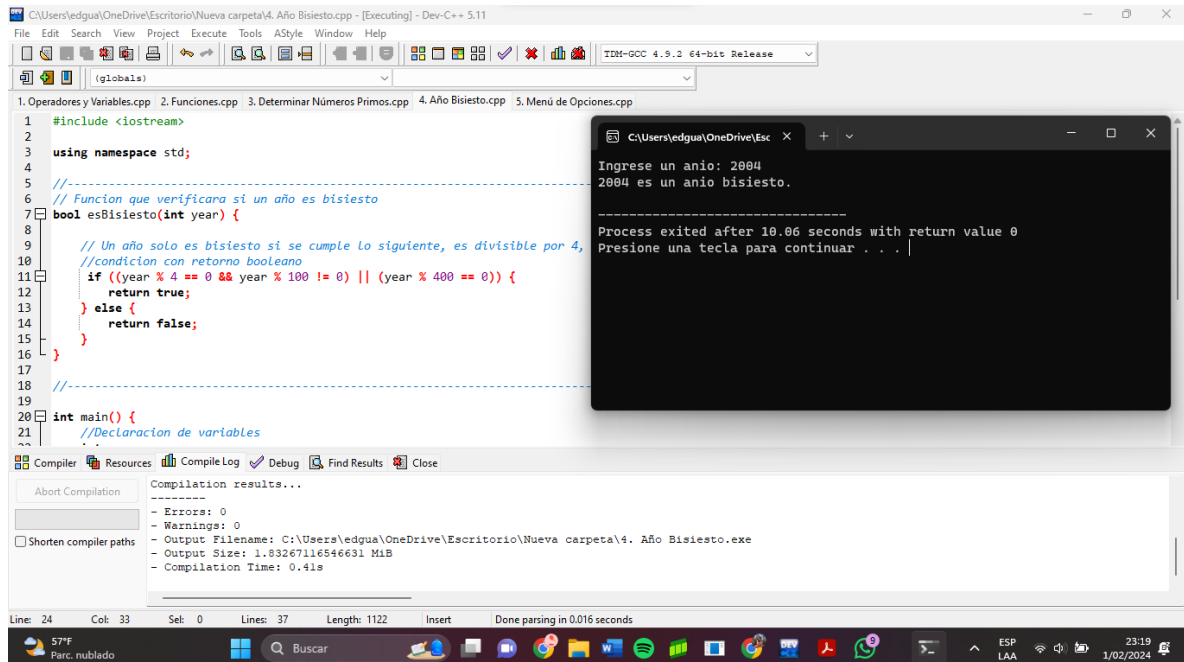 C:\Users\edgua\OneDrive\Escritorio\Nueva carpeta\4. Año Bisiesto.cpp - [Executing] - Dev-C++ 5.11
File Edit Search View Project Execute Tools AStyle Window Help
TDM-GCC 4.9.2 64-bit Release
(globals)
1. Operadores y Variables.cpp 2. Funciones.cpp 3. Determinar Números Primos.cpp 4. Año Bisiesto.cpp 5. Menú de Opciones.cpp
1 #include <iostream>
2
3 using namespace std;
4
5 //--------------------------------------------------------------------
6 // Funcion que verificara si un año es bisiesto
7 bool esBisiesto(int year) {
8
9 // Un año solo es bisiesto si se cumple lo siguiente, es divisible por 4,
10 //condicion con retorno booleano
11 if ((year % 4 == 0 && year % 100 != 0) || (year % 400 == 0)) {
12 return true;
13 } else {
14 return false;
15 }
16 }
17
18 //--------------------------------------------------------------------
19
20 int main() {
21 //Declaracion de variables
C:\Users\edgua\OneDrive\Esc
Ingrese un anio: 2004
2004 es un anio bisiesto.
--------------------------------
Process exited after 10.06 seconds with return value 0
Presione una tecla para continuar . . .
Compiler Resources Compile Log Debug Find Results Close
Abort Compilation
Shorten compiler paths
Compilation results...
--------
- Errors: 0
- Warnings: 0
- Output Filename: C:\Users\edgua\OneDrive\Escritorio\Nueva carpeta\4. Año Bisiesto.exe
- Output Size: 1.83267116546631 MiB
- Compilation Time: 0.41s
Line: 24 Col: 33 Sel: 0 Lines: 37 Length: 1122 Insert Done parsing in 0.016 seconds
57°F
Parc. nublado
Buscar
9
ESP
LAA
23:19
1/02/2024